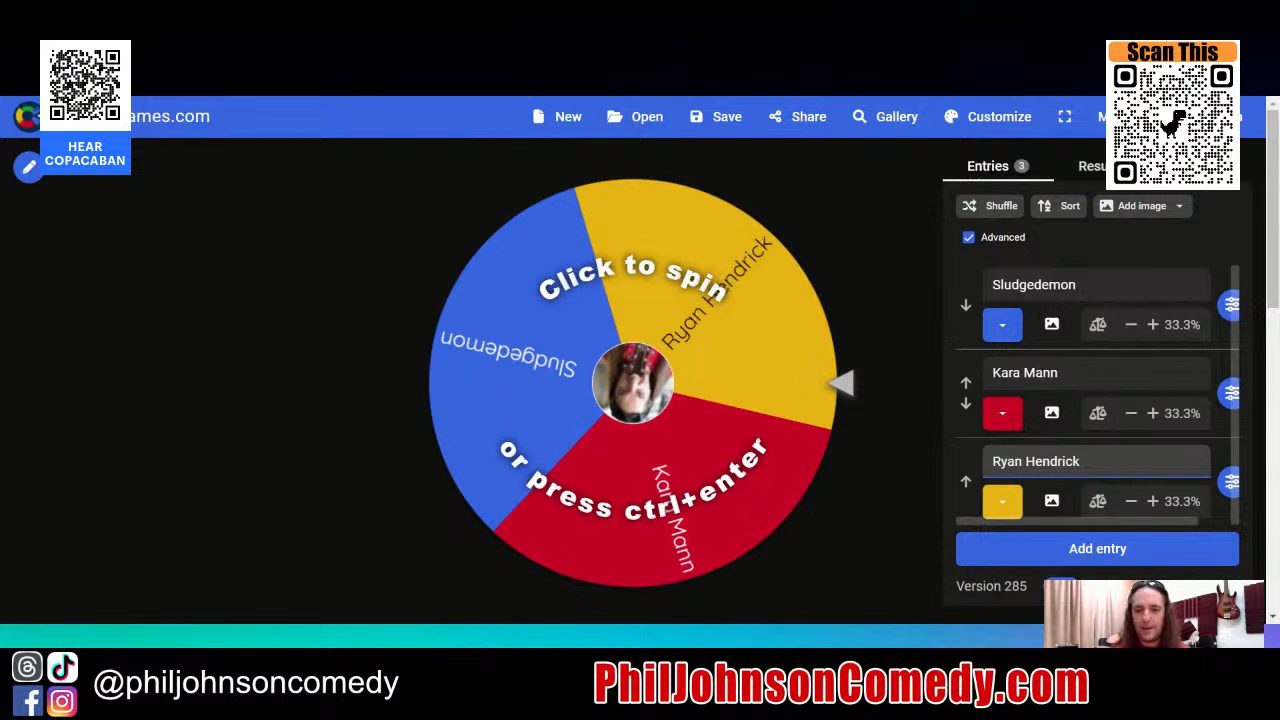 Scan This
HEAR
COPACABAN
ames.com
New
Open
Save
Share
Gallery
Customize
Entries 3
Resu
Shuffle
Sort
Add image
Advanced
Click to spin
or press ctrl+enter
Ryan Hendrick
Sludgedemon
Kara Mann
Sludgedemon
33.3%
Kara Mann
33.3%
Ryan Hendrick
33.3%
Add entry
Version 285
@philjohnsoncomedy
PhilJohnsonComedy.com